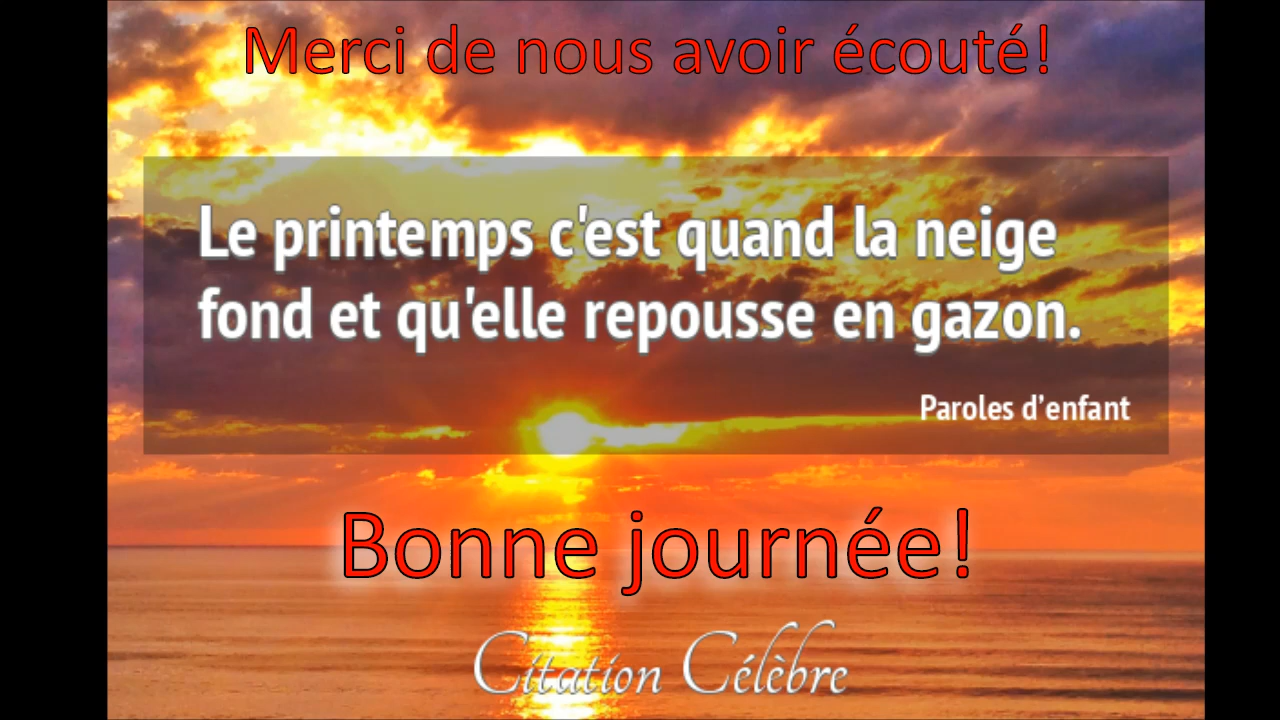 Merci de nous avoir écouté!
Le printemps c'est quand la neige
fond et qu'elle repousse en gazon.
Paroles d’enfant
Bonne journée!
Citation Célèbre